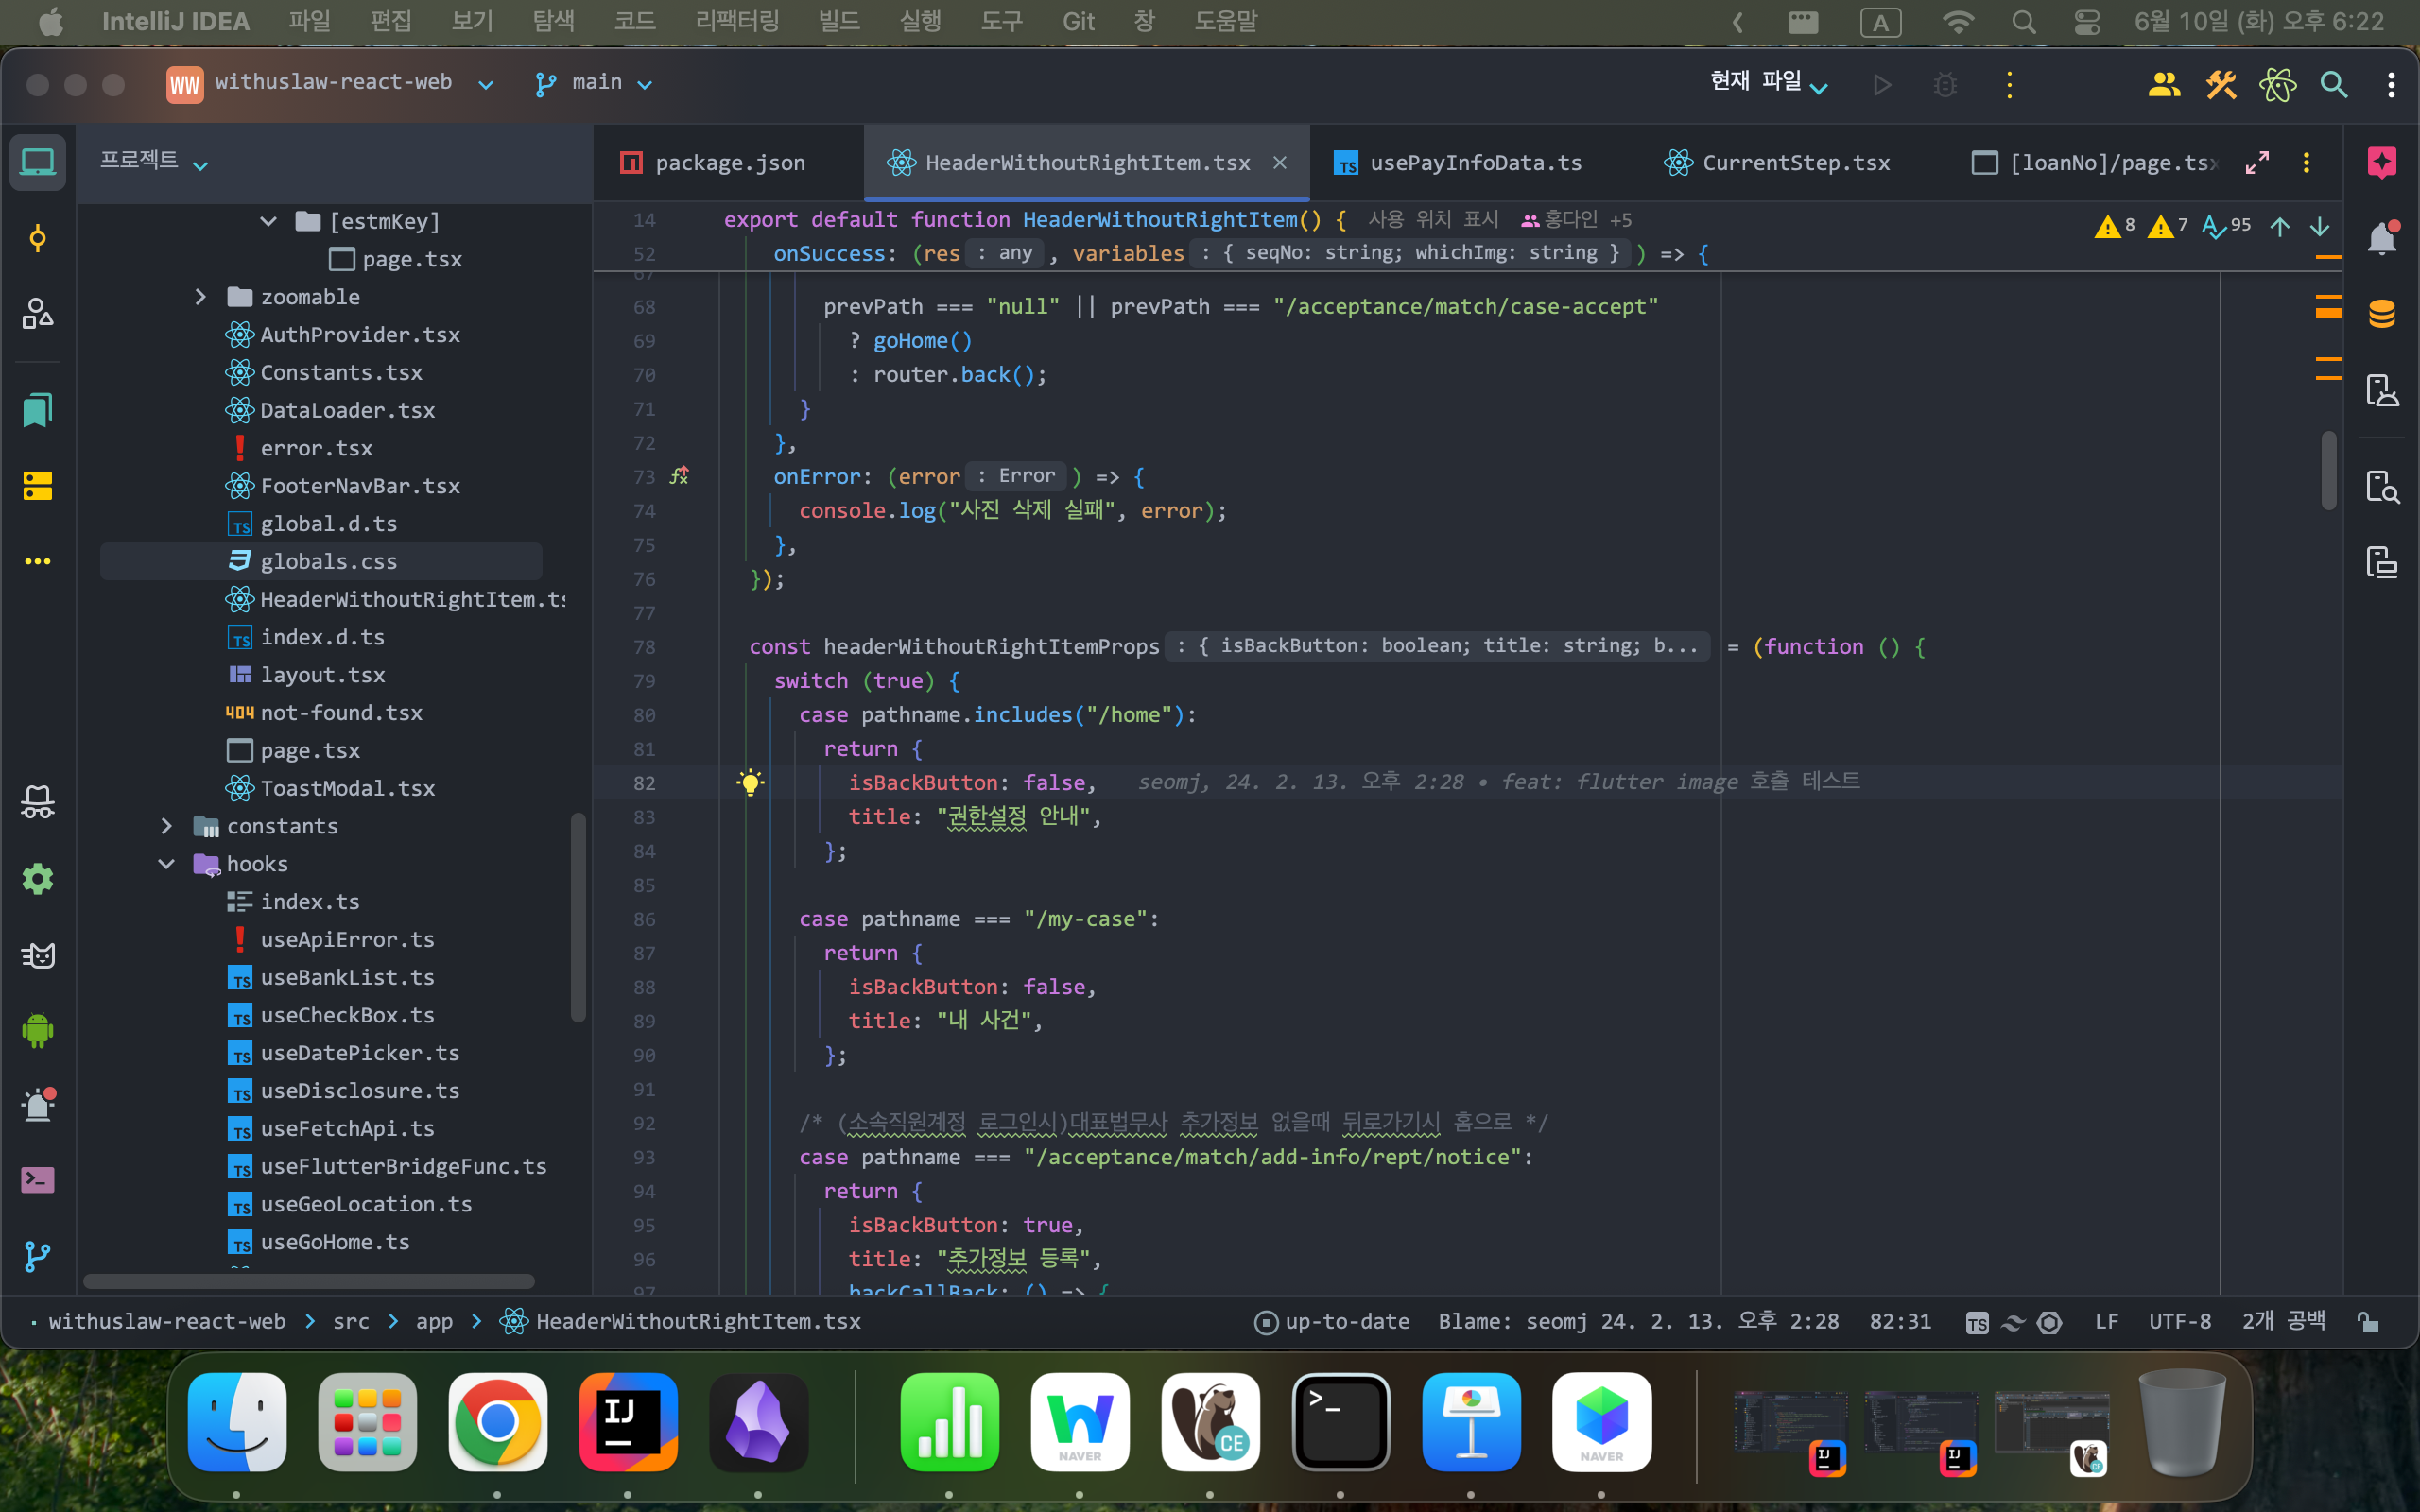 IntelliJ IDEA 파일 편집 보기 탐색 코드 리팩터링 빌드 실행 도구 Git 창 도움말 A 6월 10일 (화) 오후 6:22
WW withuslaw-react-web main 현재 파일
프로젝트
package.json HeaderWithoutRightItem.tsx usePayInfoData.ts CurrentStep.tsx [loanNo]/page.tsx
[estmKey]
page.tsx
zoomable
AuthProvider.tsx
Constants.tsx
DataLoader.tsx
error.tsx
FooterNavBar.tsx
global.d.ts
globals.css
HeaderWithoutRightItem.ts
index.d.ts
layout.tsx
404 not-found.tsx
page.tsx
ToastModal.tsx
constants
hooks
index.ts
useApiError.ts
useBankList.ts
useCheckBox.ts
useDatePicker.ts
useDisclosure.ts
useFetchApi.ts
useFlutterBridgeFunc.ts
useGeoLocation.ts
useGoHome.ts
14 export default function HeaderWithoutRightItem() { 사용 위치 표시 홍다인 +5
8 7 95
52 onSuccess: (res : any , variables : { seqNo: string; whichImg: string } ) => {
67
68 prevPath === "null" || prevPath === "/acceptance/match/case-accept"
69 ? goHome()
70 : router.back();
71 }
72 },
73 onError: (error : Error ) => {
74 console.log("사진 삭제 실패", error);
75 },
76 });
77
78 const headerWithoutRightItemProps : { isBackButton: boolean; title: string; b... = (function () {
79 switch (true) {
80 case pathname.includes("/home"):
81 return {
82 isBackButton: false, seomj, 24. 2. 13. 오후 2:28 • feat: flutter image 호출 테스트
83 title: "권한설정 안내",
84 };
85
86 case pathname === "/my-case":
87 return {
88 isBackButton: false,
89 title: "내 사건",
90 };
91
92 /* (소속직원계정 로그인시)대표법무사 추가정보 없을때 뒤로가기시 홈으로 */
93 case pathname === "/acceptance/match/add-info/rept/notice":
94 return {
95 isBackButton: true,
96 title: "추가정보 등록",
97 backCallBack: () => {
withuslaw-react-web > src > app > HeaderWithoutRightItem.tsx up-to-date Blame: seomj 24. 2. 13. 오후 2:28 82:31 TS LF UTF-8 2개 공백
IJ NAVER CE >_ NAVER IJ IJ CE